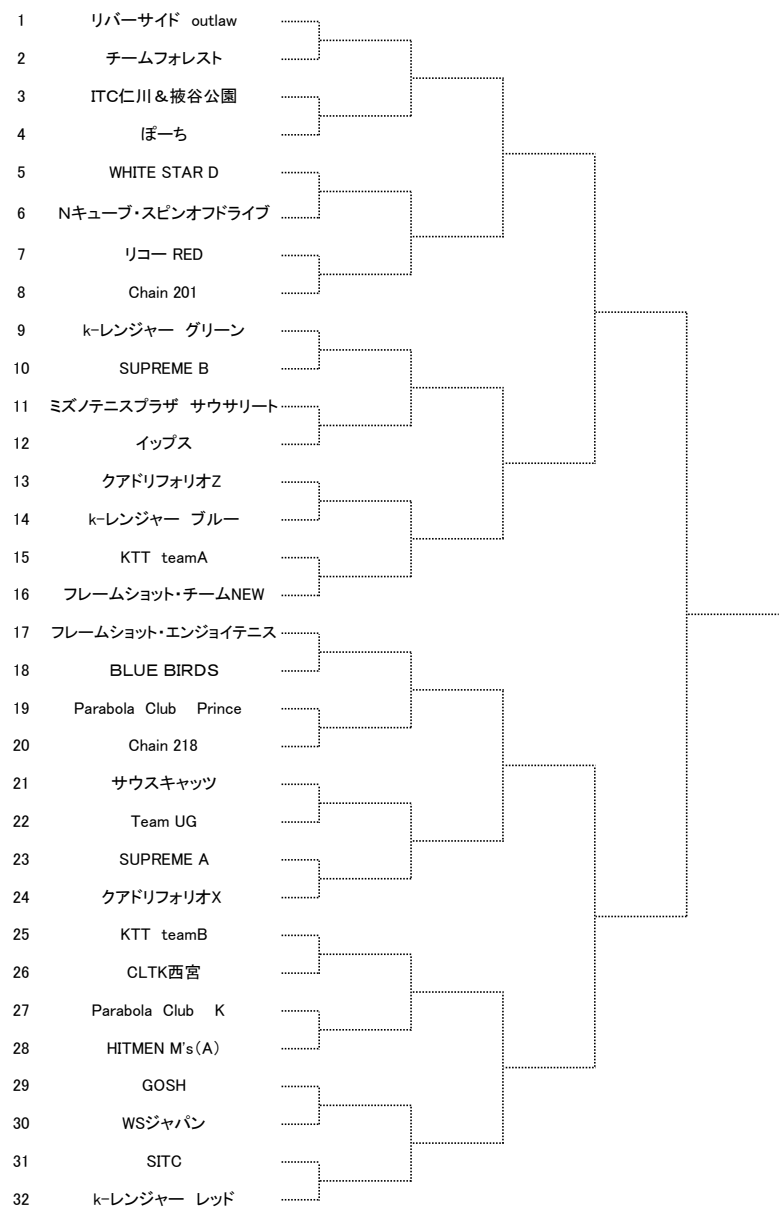 1 リバーサイド outlaw
2 チームフォレスト
3 ITC仁川＆掖谷公園
4 ぽーち
5 WHITE STAR D
6 Nキューブ・スピンオフドライブ
7 リコー RED
8 Chain 201
9 k-レンジャー グリーン
10 SUPREME B
11 ミズノテニスプラザ サウサリート
12 イップス
13 クアドリフォリオZ
14 k-レンジャー ブルー
15 KTT teamA
16 フレームショット・チームNEW
17 フレームショット・エンジョイテニス
18 BLUE BIRDS
19 Parabola Club Prince
20 Chain 218
21 サウスキャッツ
22 Team UG
23 SUPREME A
24 クアドリフォリオX
25 KTT teamB
26 CLTK西宮
27 Parabola Club K
28 HITMEN M's（A）
29 GOSH
30 WSジャパン
31 SITC
32 k-レンジャー レッド